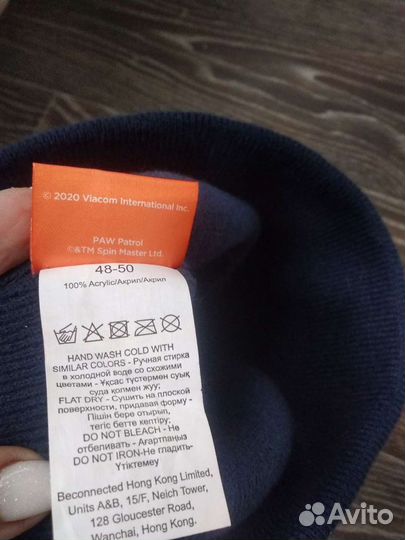 © 2020 Viacom International Inc.
PAW Patrol
©&TM Spin Master Ltd.
48-50
100% Acrylic/Акрил/Акрил
HAND WASH COLD WITH
SIMILAR COLORS - Ручная стирка
в холодной воде со схожими
цветами - Ұқсас түстермен суық
суда қолмен жуу;
FLAT DRY- Сушить на плоской
поверхности, придавая форму -
Пішін бере отырып,
тегіс бетте кептіру;
DO NOT BLEACH - Не
отбеливать - Ағартпаңыз
DO NOT IRON-Не гладить-
Үтіктемеу
Beconnected Hong Kong Limited,
Units A&B, 15/F, Neich Tower,
128 Gloucester Road,
Wanchai, Hong Kong.
Avito